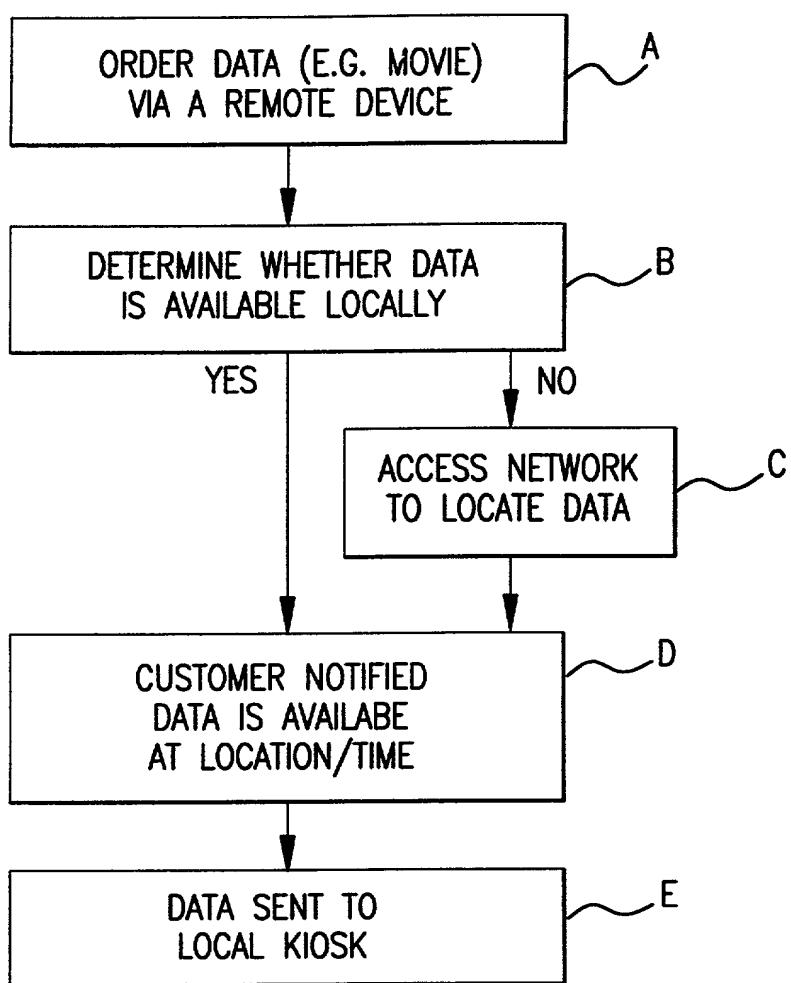 ORDER DATA (E.G. MOVIE)
VIA A REMOTE DEVICE
A
DETERMINE WHETHER DATA
IS AVAILABLE LOCALLY
B
YES
NO
ACCESS NETWORK
TO LOCATE DATA
C
CUSTOMER NOTIFIED
DATA IS AVAILABE
AT LOCATION/TIME
D
DATA SENT TO
LOCAL KIOSK
E